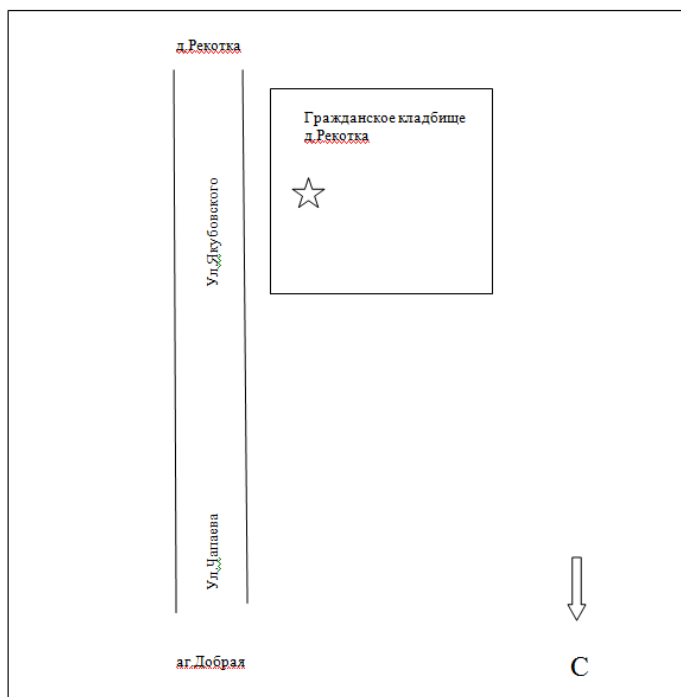 д.Рекотка
Гражданское кладбище
д.Рекотка
Ул.Якубовского
Ул.Чапаева
аг.Добрая
С